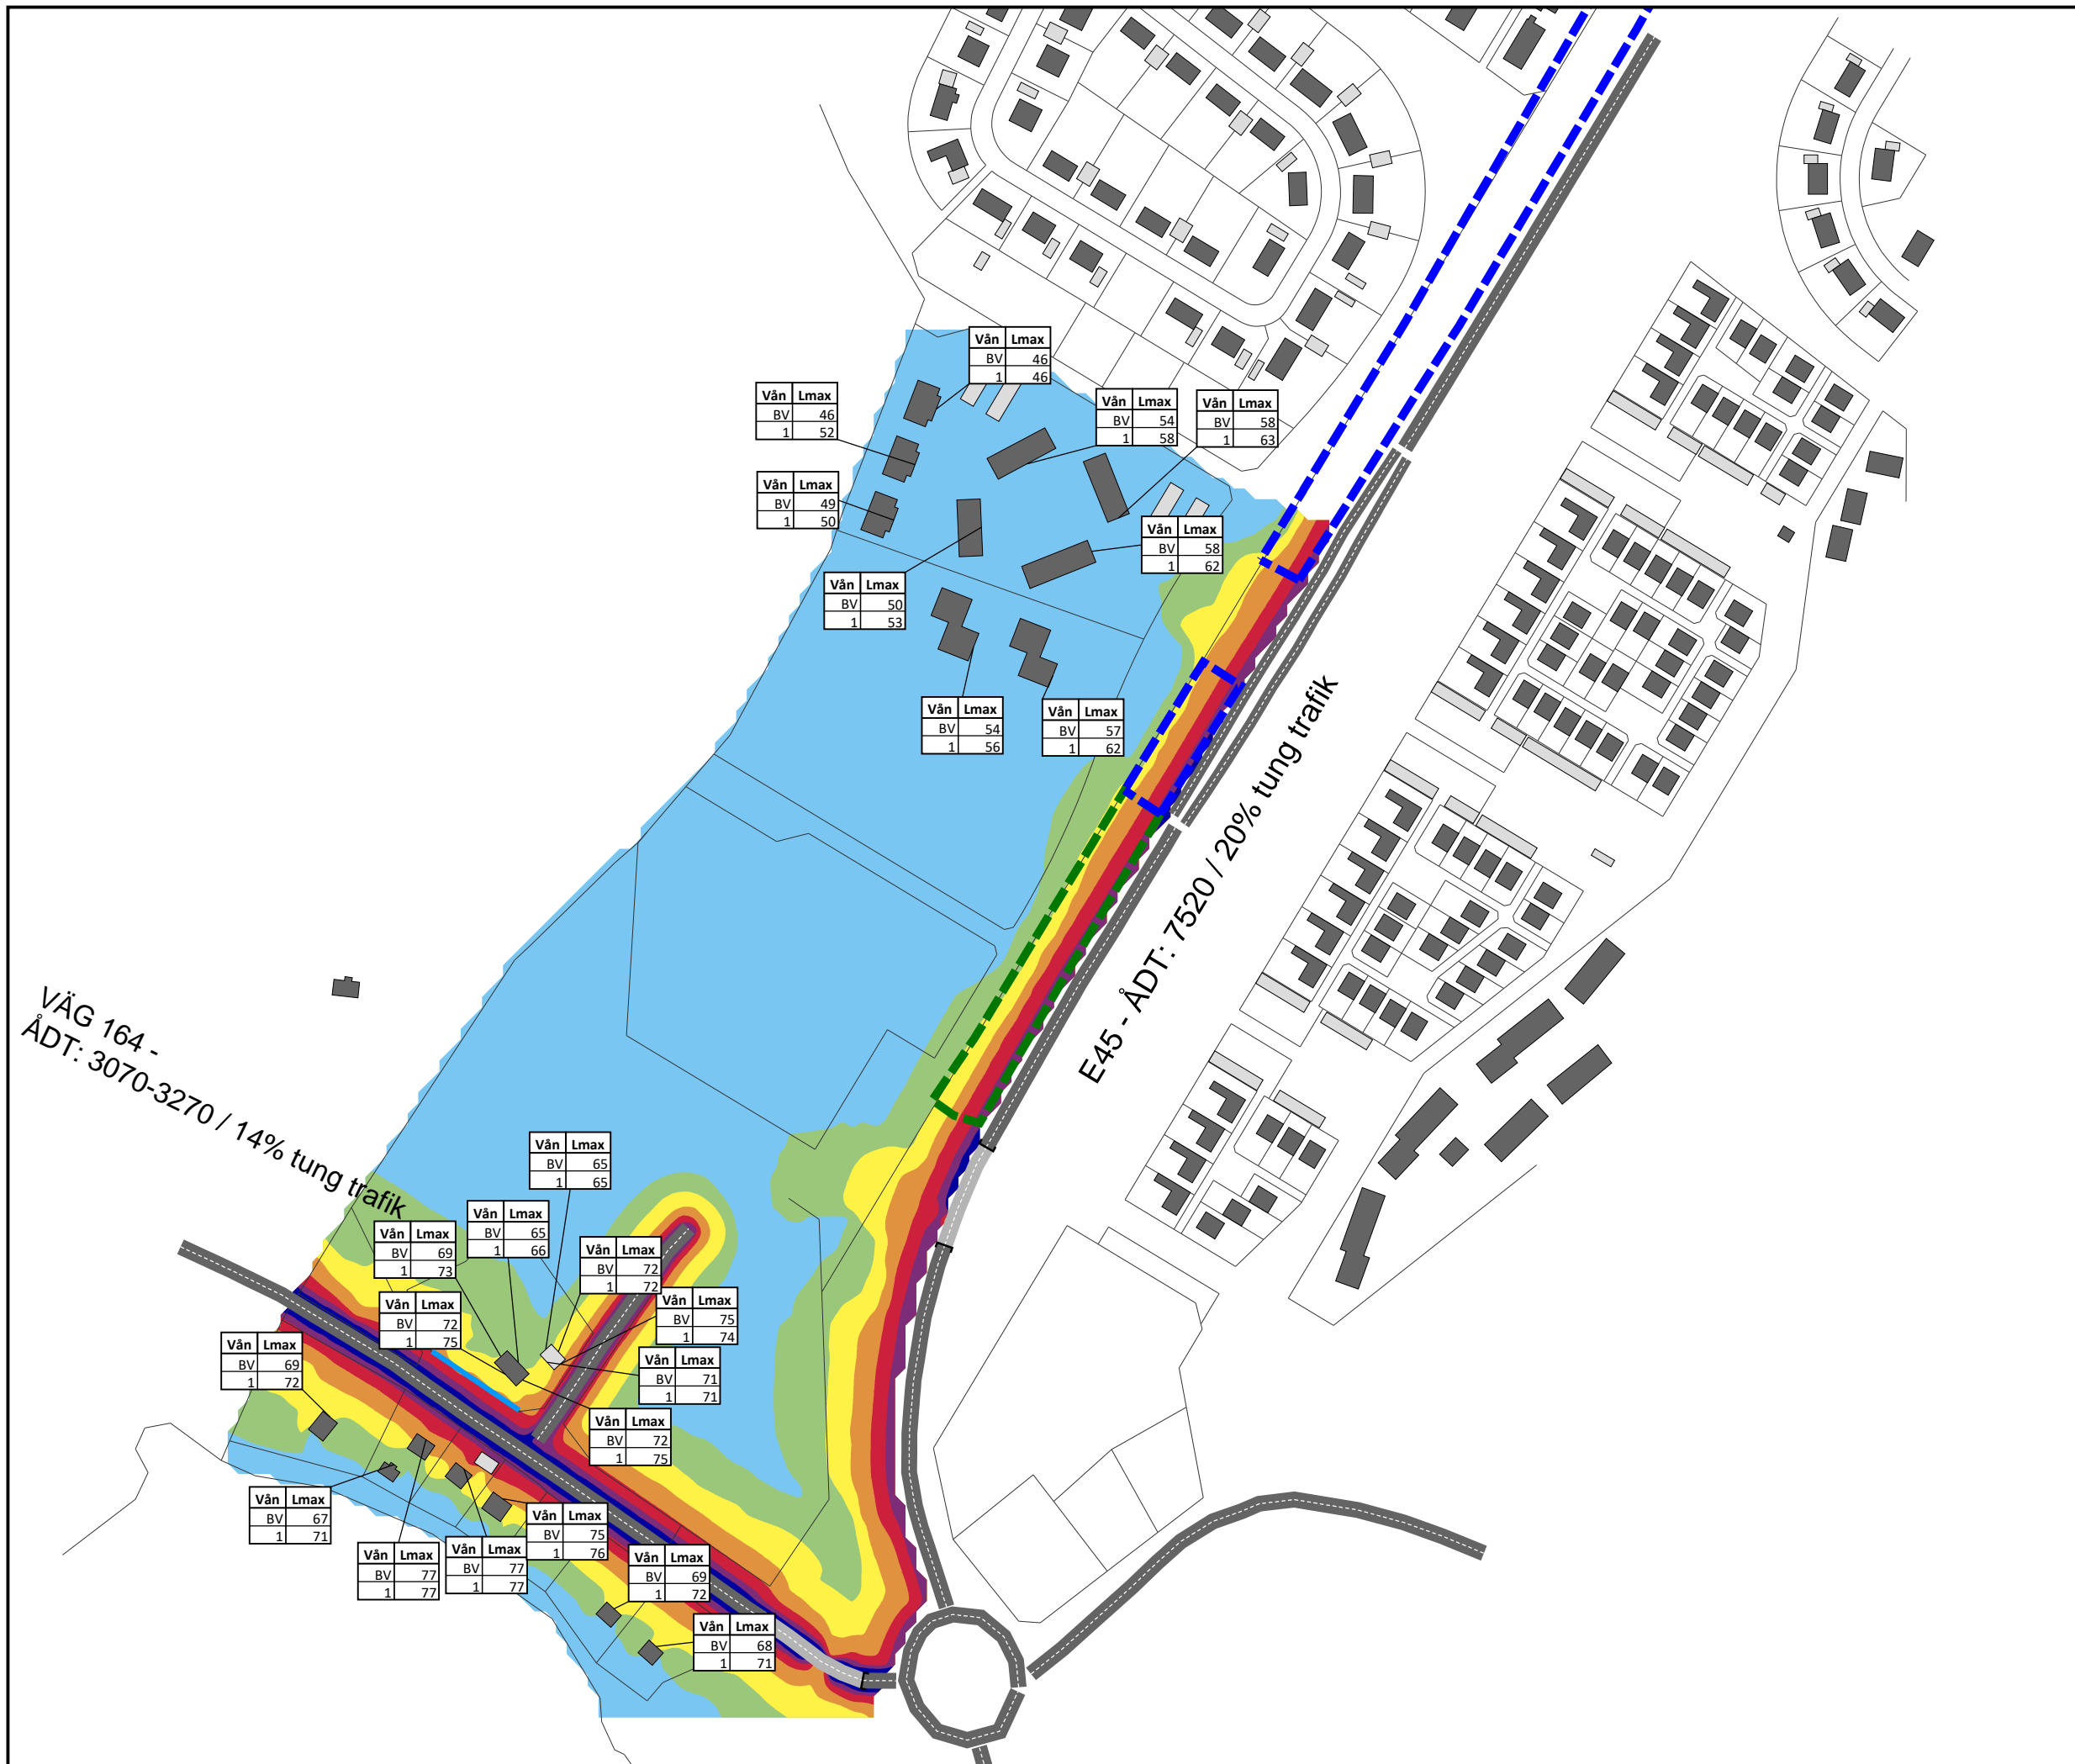 Vån Lmax
BV 46
1 46
Vån Lmax
BV 46
1 52
Vån Lmax
BV 54
1 58
Vån Lmax
BV 58
1 63
Vån Lmax
BV 49
1 50
Vån Lmax
BV 58
1 62
Vån Lmax
BV 50
1 53
Vån Lmax
BV 54
1 56
Vån Lmax
BV 57
1 62
E45 - ÅDT: 7520 / 20% tung trafik
VÄG 164 -
ÅDT: 3070-3270 / 14% tung trafik
Vån Lmax
BV 65
1 65
Vån Lmax
BV 65
1 66
Vån Lmax
BV 69
1 73
Vån Lmax
BV 72
1 72
Vån Lmax
BV 75
1 74
Vån Lmax
BV 72
1 75
Vån Lmax
BV 69
1 72
Vån Lmax
BV 71
1 71
Vån Lmax
BV 72
1 75
Vån Lmax
BV 67
1 71
Vån Lmax
BV 75
1 76
Vån Lmax
BV 77
1 77
Vån Lmax
BV 77
1 77
Vån Lmax
BV 69
1 72
Vån Lmax
BV 68
1 71